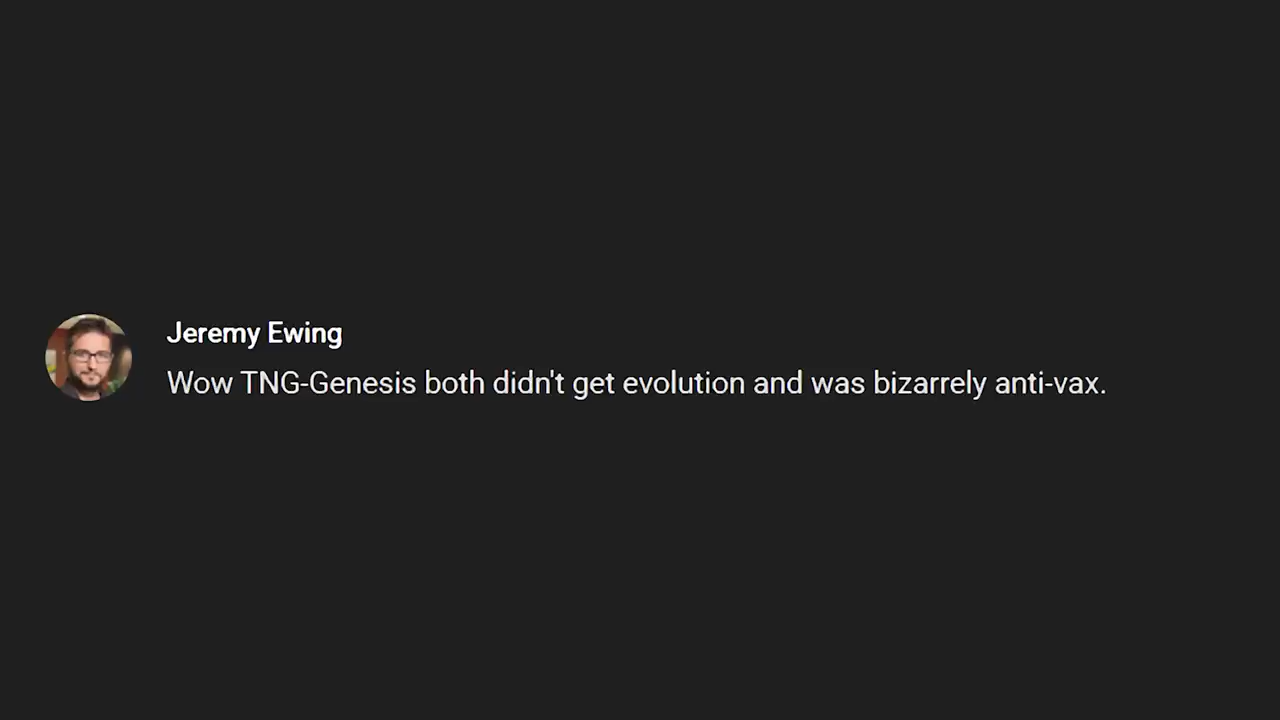 Jeremy Ewing
Wow TNG-Genesis both didn't get evolution and was bizarrely anti-vax.